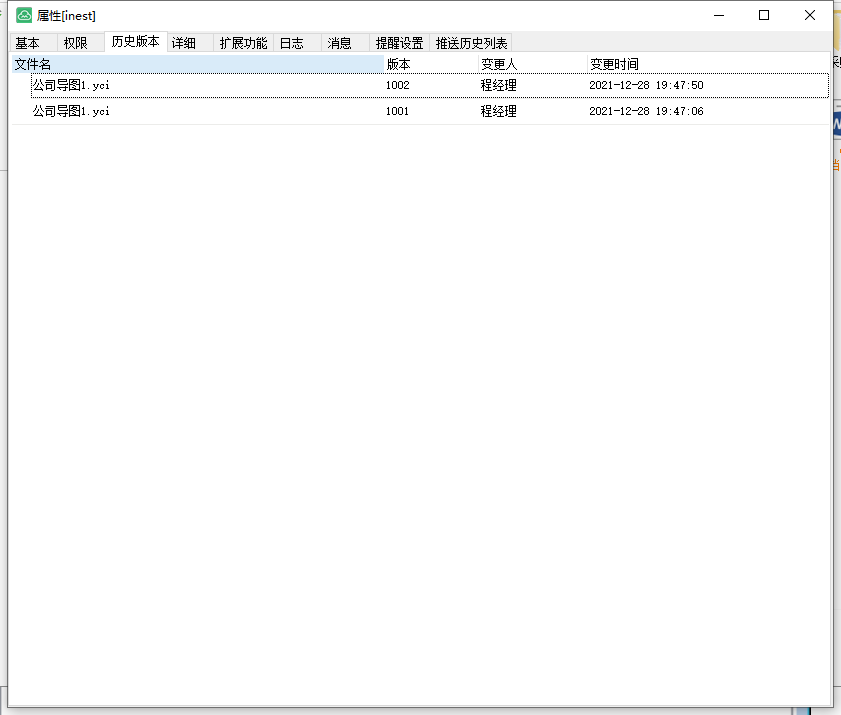 属性[inest]
基本 权限 历史版本 详细 扩展功能 日志 消息 提醒设置 推送历史列表
文件名 版本 变更人 变更时间
公司导图1.yci 1002 程经理 2021-12-28 19:47:50
公司导图1.yci 1001 程经理 2021-12-28 19:47:06